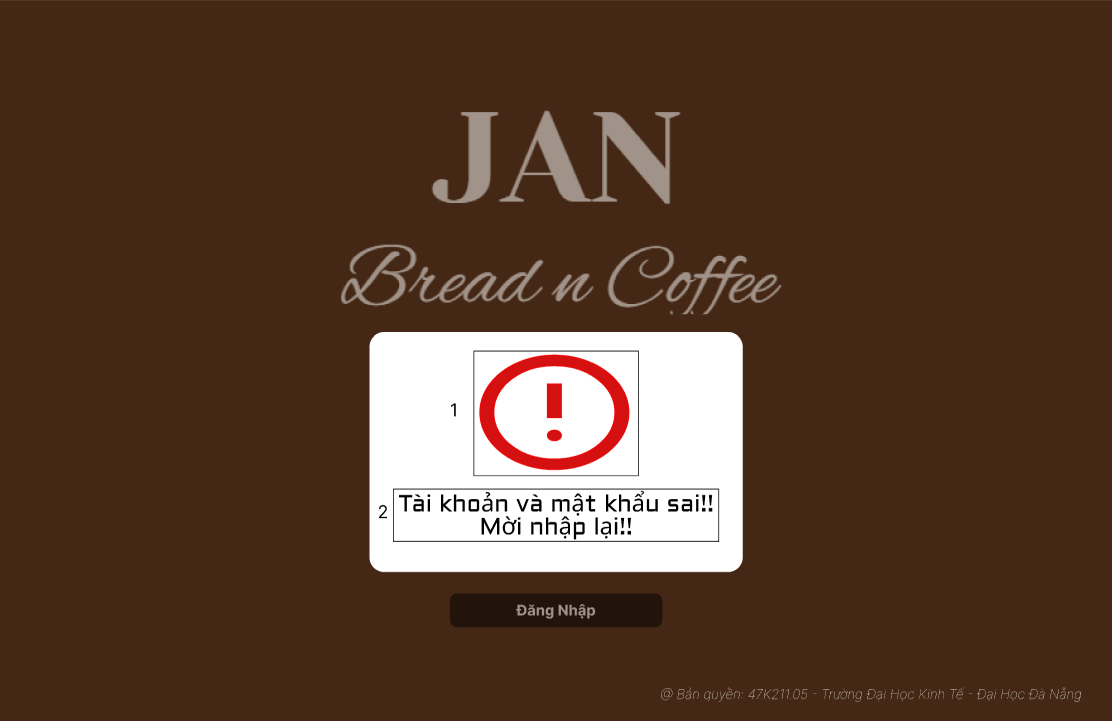 JAN
Bread n Coffee
1
2
Tài khoản và mật khẩu sai!!
Mời nhập lại!!
Đăng Nhập
@ Bản quyền: 47K211.05 - Trường Đại Học Kinh Tế - Đại Học Đà Nẵng